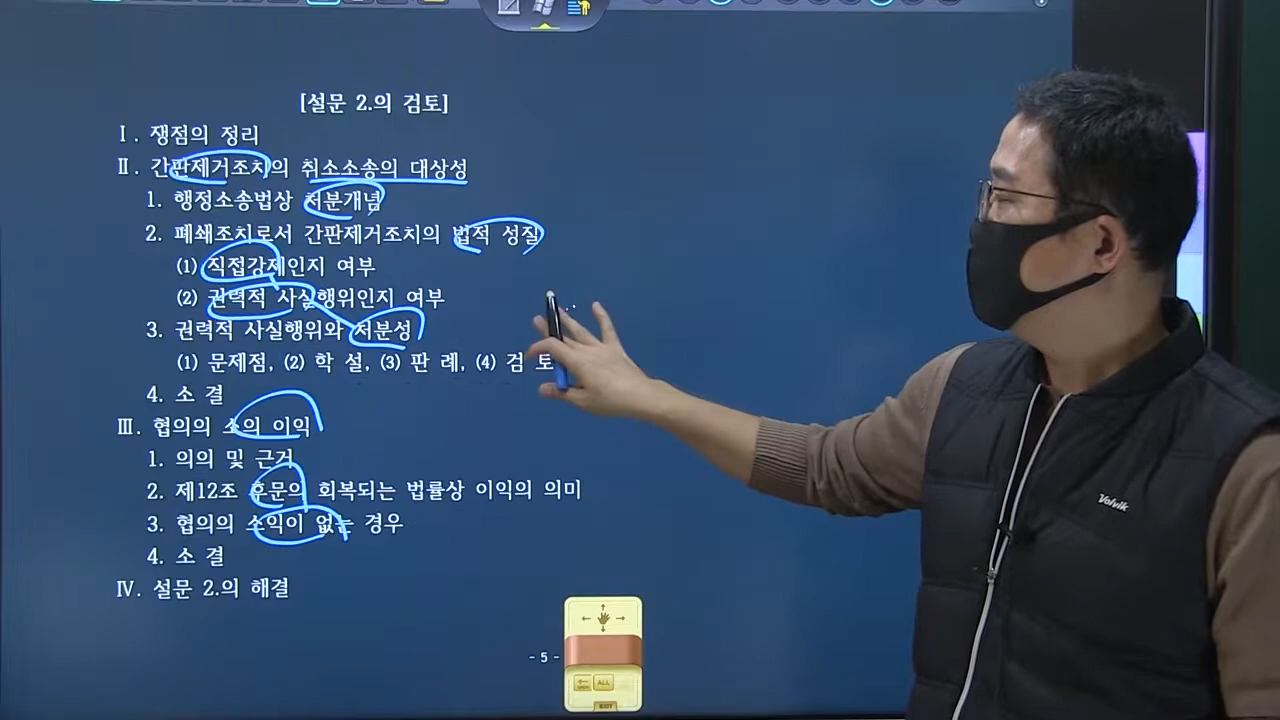 [설문 2.의 검토]
Ⅰ. 쟁점의 정리
Ⅱ. 간판제거조치의 취소소송의 대상성
1. 행정소송법상 처분개념
2. 폐쇄조치로서 간판제거조치의 법적 성질
(1) 직접강제인지 여부
(2) 권력적 사실행위인지 여부
3. 권력적 사실행위와 처분성
(1) 문제점, (2) 학 설, (3) 판 례, (4) 검 토
4. 소 결
Ⅲ. 협의의 소의 이익
1. 의의 및 근거
2. 제12조 후문의 회복되는 법률상 이익의 의미
3. 협의의 소익이 없는 경우
4. 소 결
Ⅳ. 설문 2.의 해결
- 5 -
ALL
EXIT
Volvik